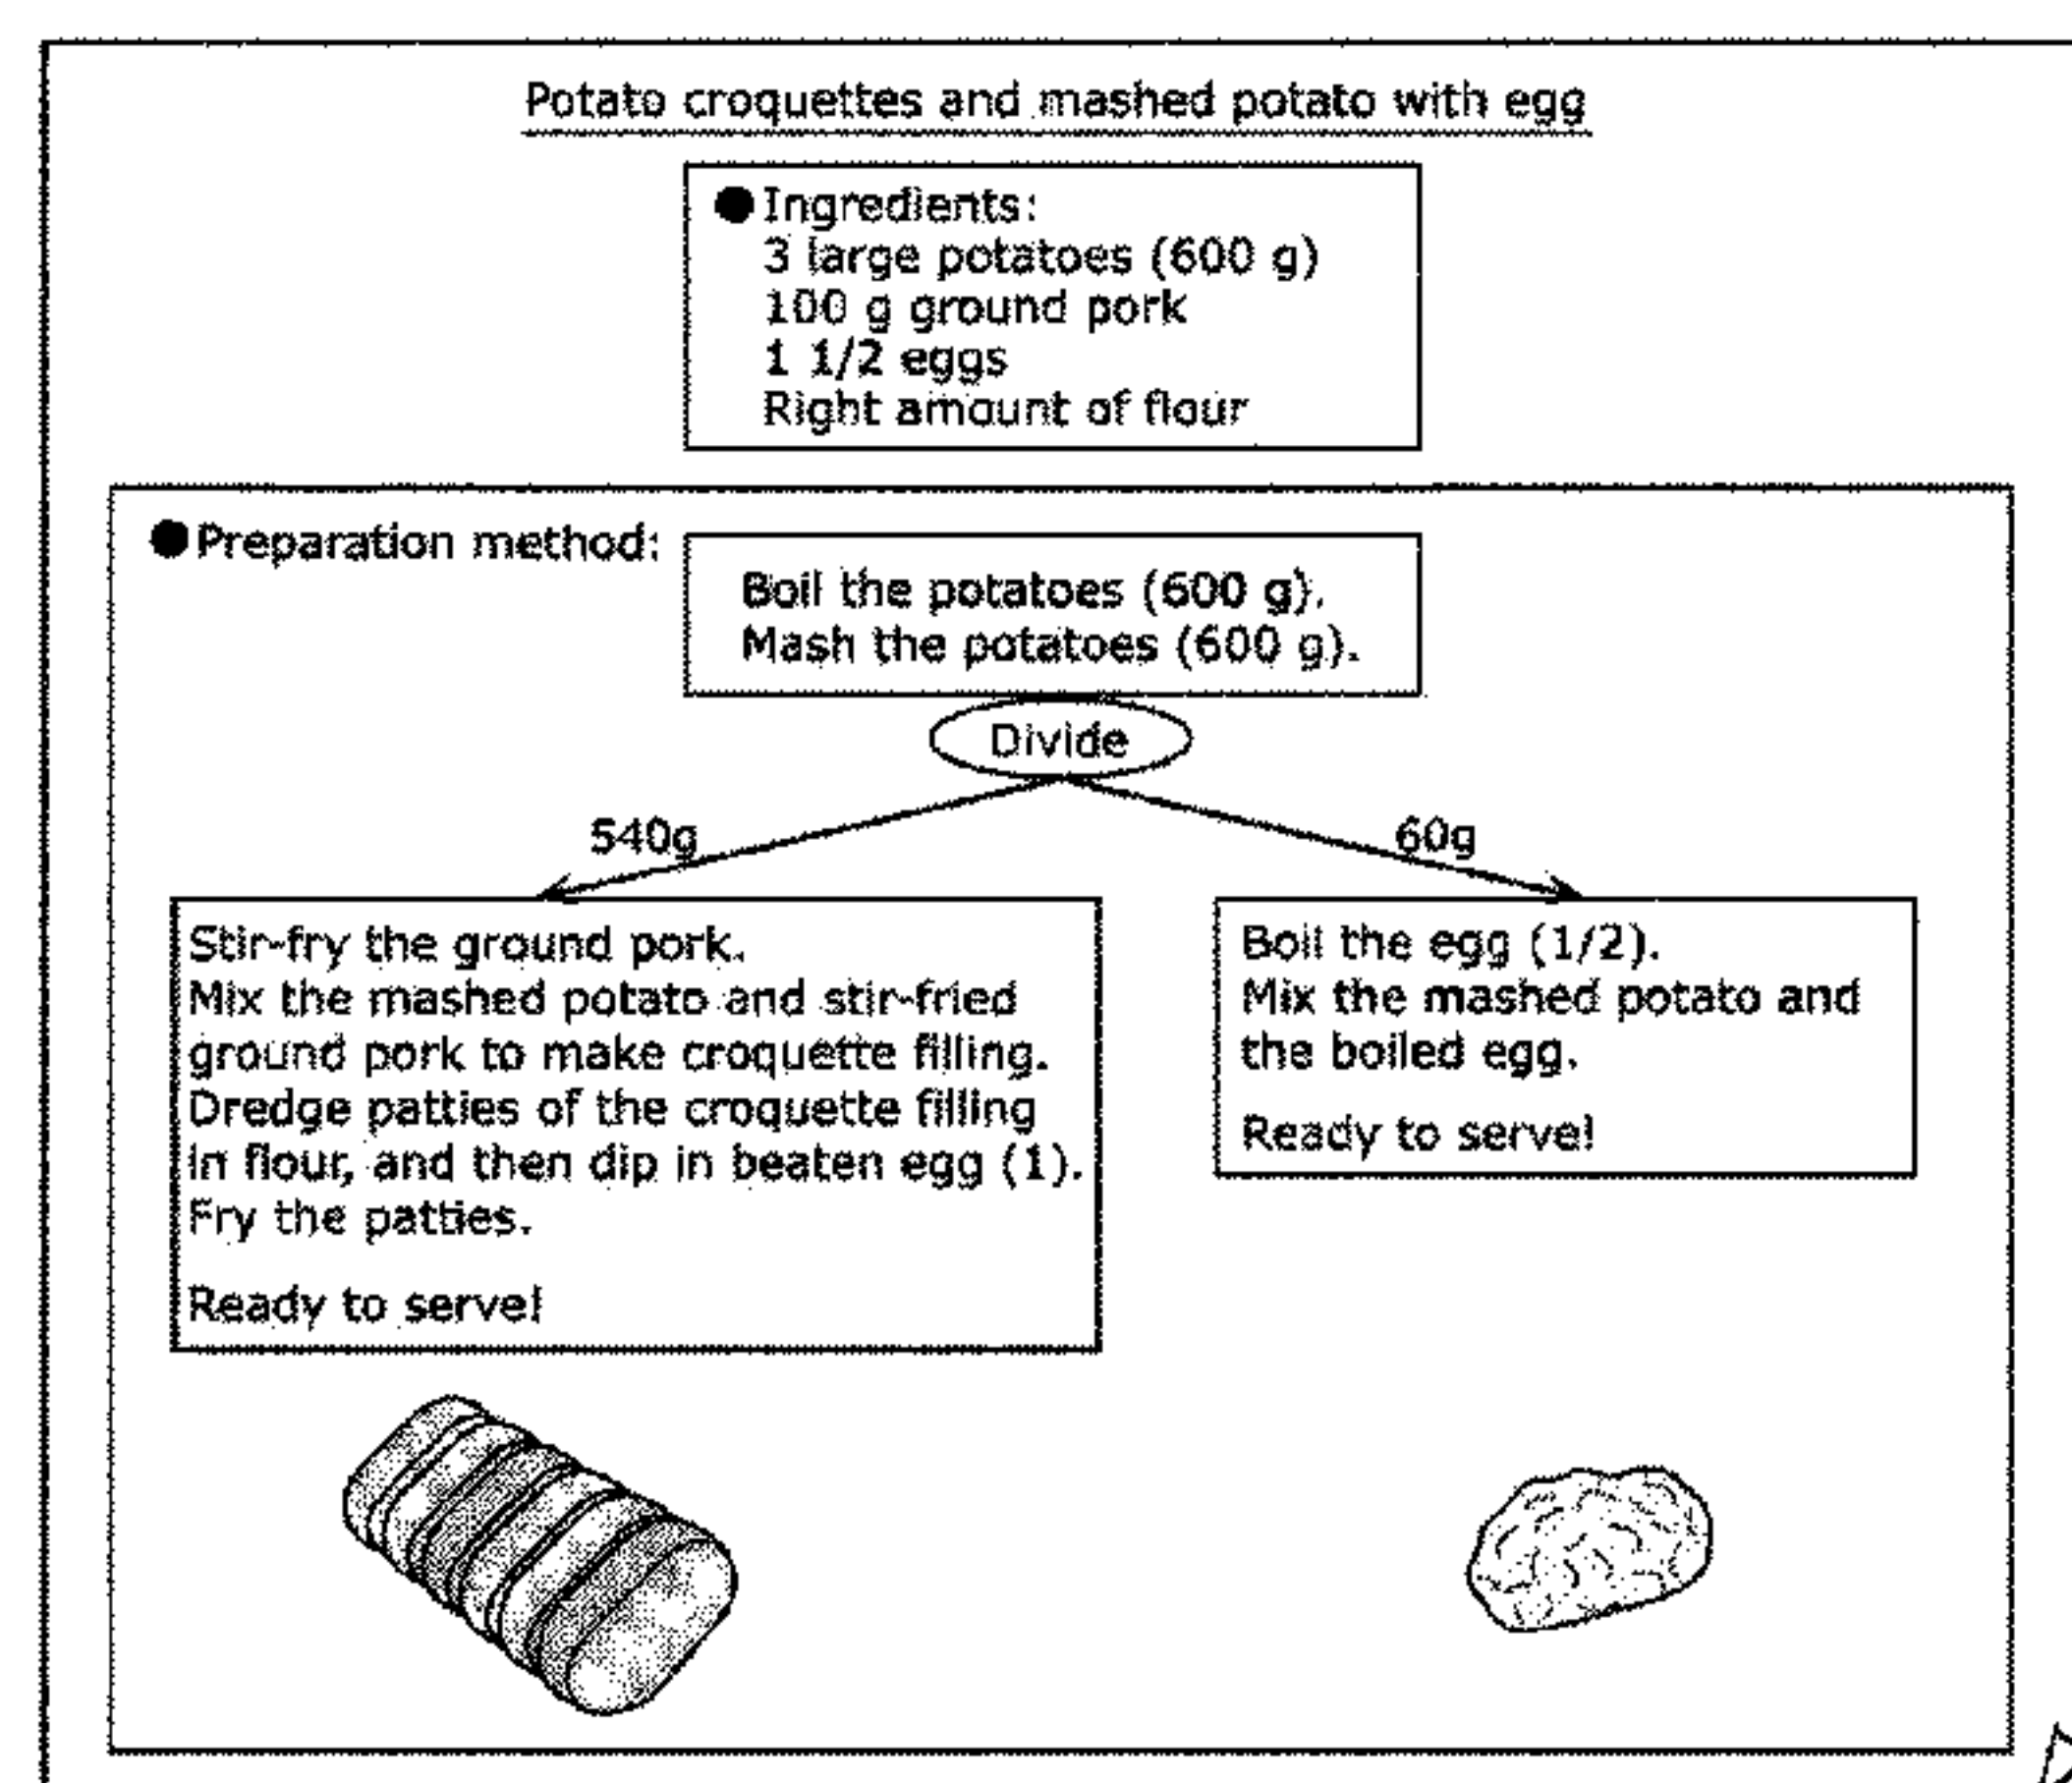 Potato croquettes and mashed potato with egg
●Ingredients:
3 large potatoes (600 g)
100 g ground pork
1 1/2 eggs
Right amount of flour
●Preparation method:
Boil the potatoes (600 g).
Mash the potatoes (600 g).
Divide
540g
60g
Stir-fry the ground pork.
Mix the mashed potato and stir-fried
ground pork to make croquette filling.
Dredge patties of the croquette filling
in flour, and then dip in beaten egg (1).
Fry the patties.
Ready to serve!
Boil the egg (1/2).
Mix the mashed potato and
the boiled egg.
Ready to serve!